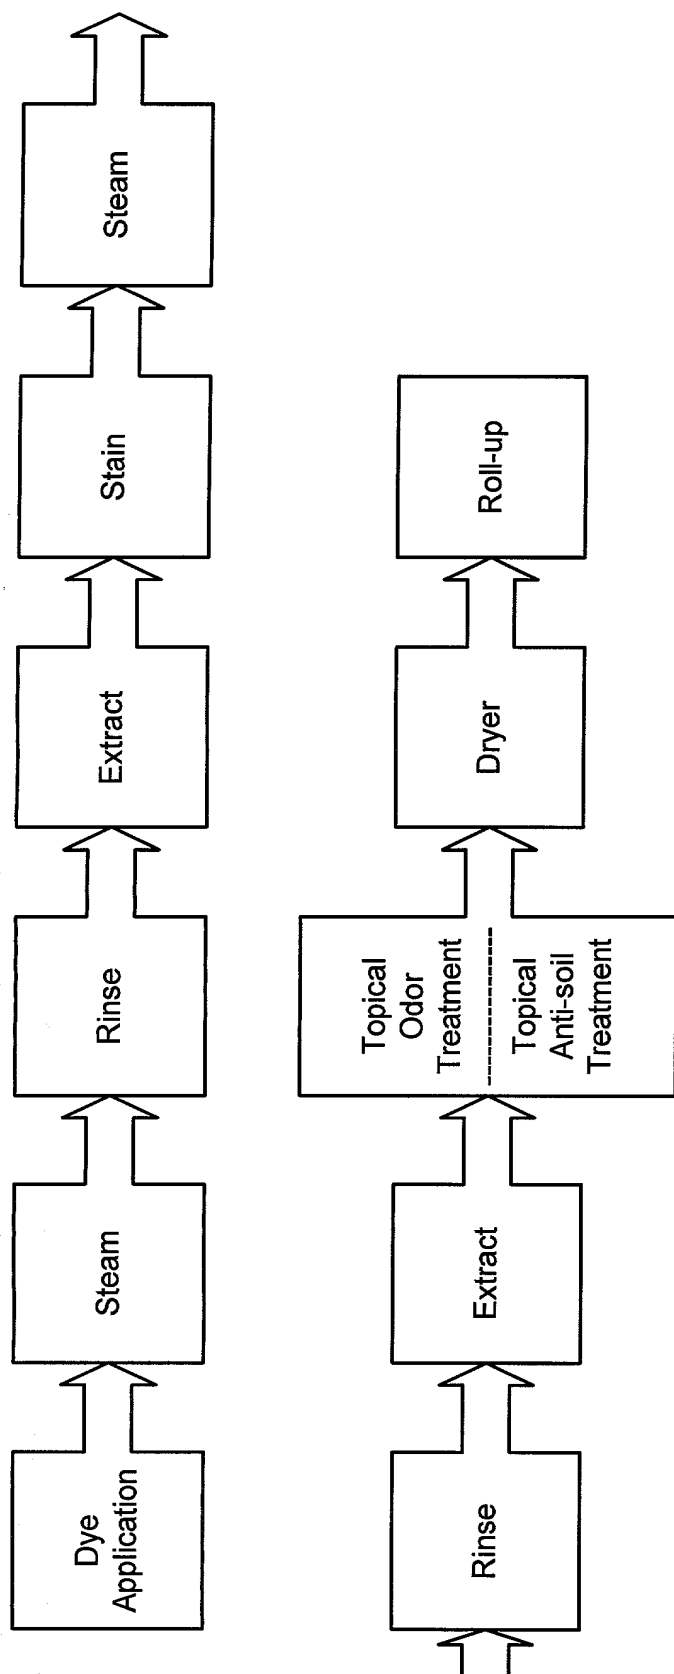 Dye
Application
Steam
Rinse
Extract
Stain
Steam
Rinse
Extract
Topical
Odor
Treatment
Topical
Anti-soil
Treatment
Dryer
Roll-up